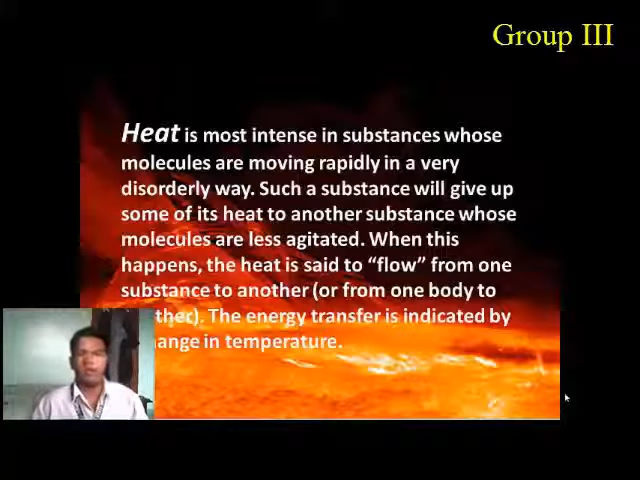 Group III
Heat is most intense in substances whose
molecules are moving rapidly in a very
disorderly way. Such a substance will give up
some of its heat to another substance whose
molecules are less agitated. When this
happens, the heat is said to “flow” from one
substance to another (or from one body to
ther). The energy transfer is indicated by
hange in temperature.